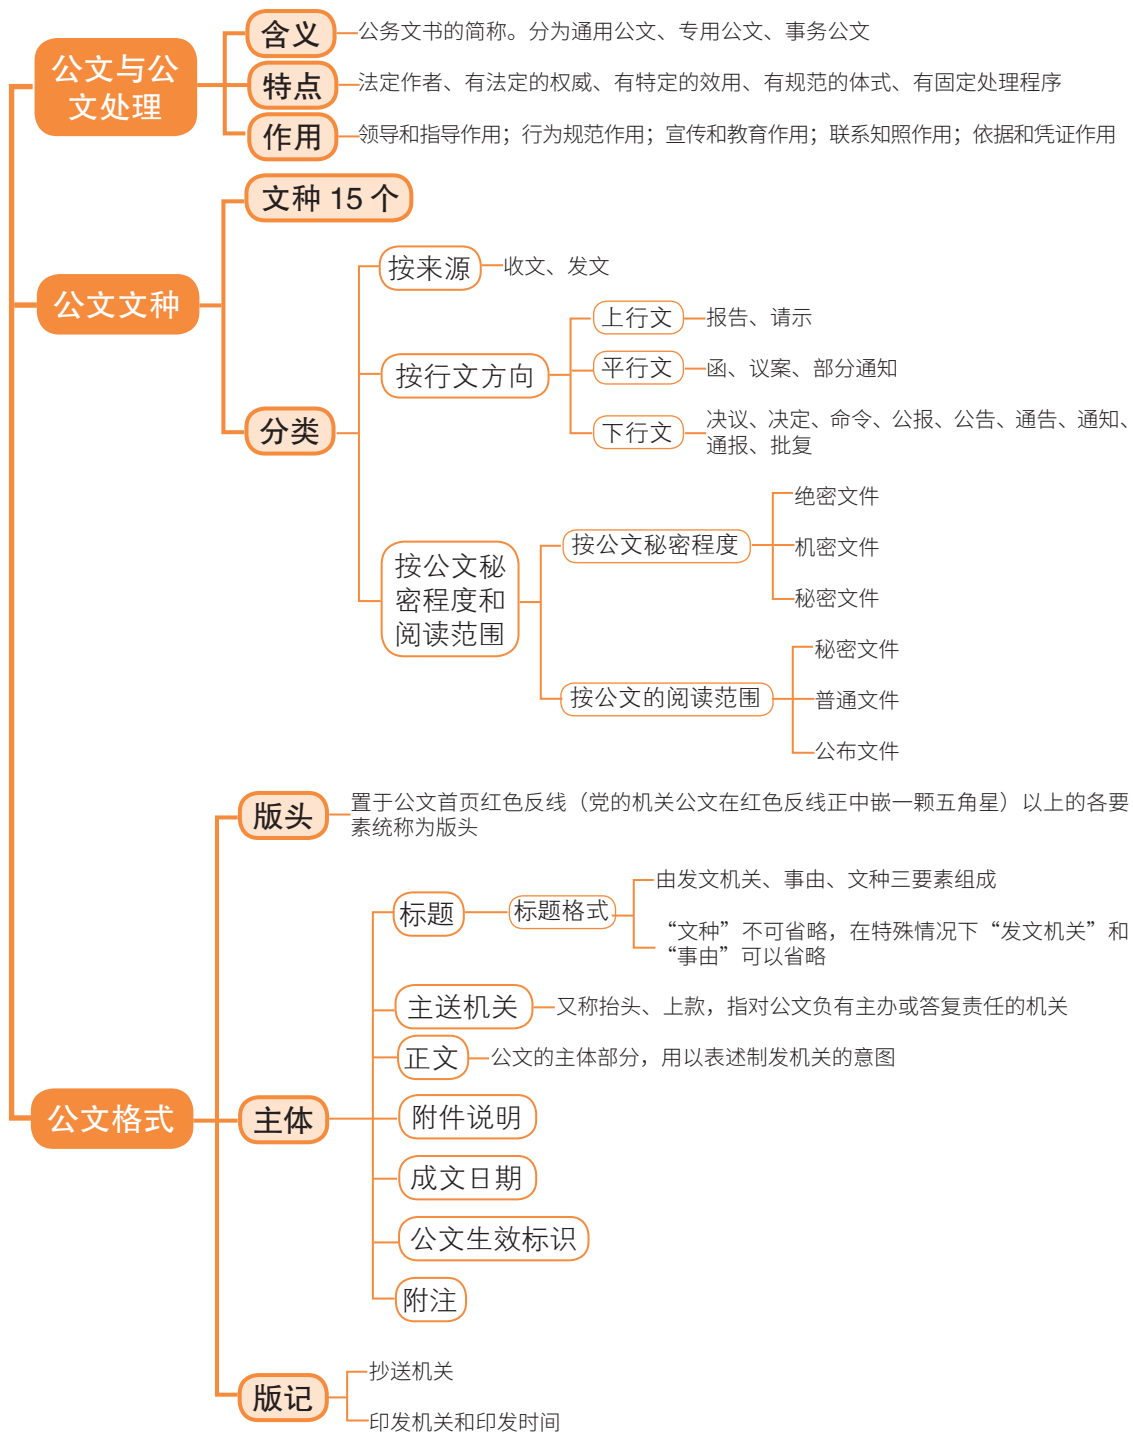 公文与公
文处理
含义
公务文书的简称。分为通用公文、专用公文、事务公文
特点
法定作者、有法定的权威、有特定的效用、有规范的体式、有固定处理程序
作用
领导和指导作用；行为规范作用；宣传和教育作用；联系知照作用；依据和凭证作用
公文文种
文种 15 个
分类
按来源
收文、发文
按行文方向
上行文
报告、请示
平行文
函、议案、部分通知
下行文
决议、决定、命令、公报、公告、通告、通知、
通报、批复
按公文秘
密程度和
阅读范围
按公文秘密程度
绝密文件
机密文件
秘密文件
按公文的阅读范围
秘密文件
普通文件
公布文件
公文格式
版头
置于公文首页红色反线（党的机关公文在红色反线正中嵌一颗五角星）以上的各要
素统称为版头
主体
标题
标题格式
由发文机关、事由、文种三要素组成
“文种”不可省略，在特殊情况下“发文机关”和
“事由”可以省略
主送机关
又称抬头、上款，指对公文负有主办或答复责任的机关
正文
公文的主体部分，用以表述制发机关的意图
附件说明
成文日期
公文生效标识
附注
版记
抄送机关
印发机关和印发时间